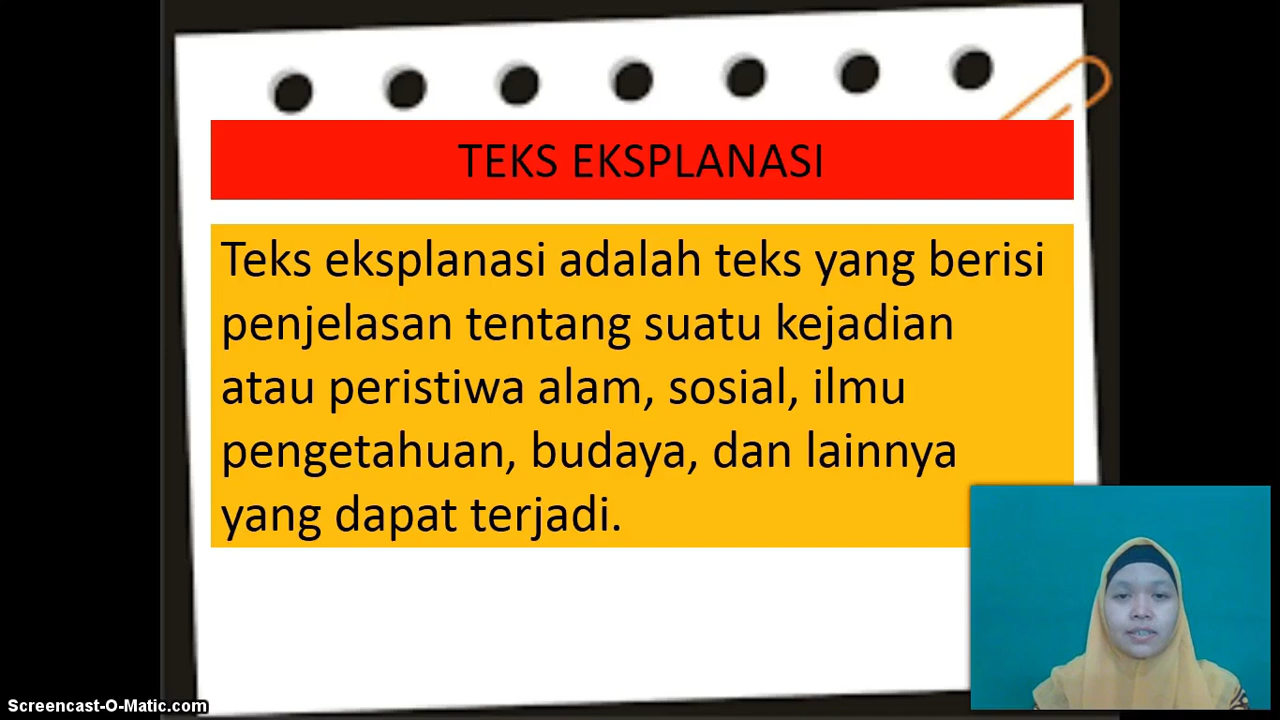 TEKS EKSPLANASI
Teks eksplanasi adalah teks yang berisi
penjelasan tentang suatu kejadian
atau peristiwa alam, sosial, ilmu
pengetahuan, budaya, dan lainnya
yang dapat terjadi.
Screencast-O-Matic.com